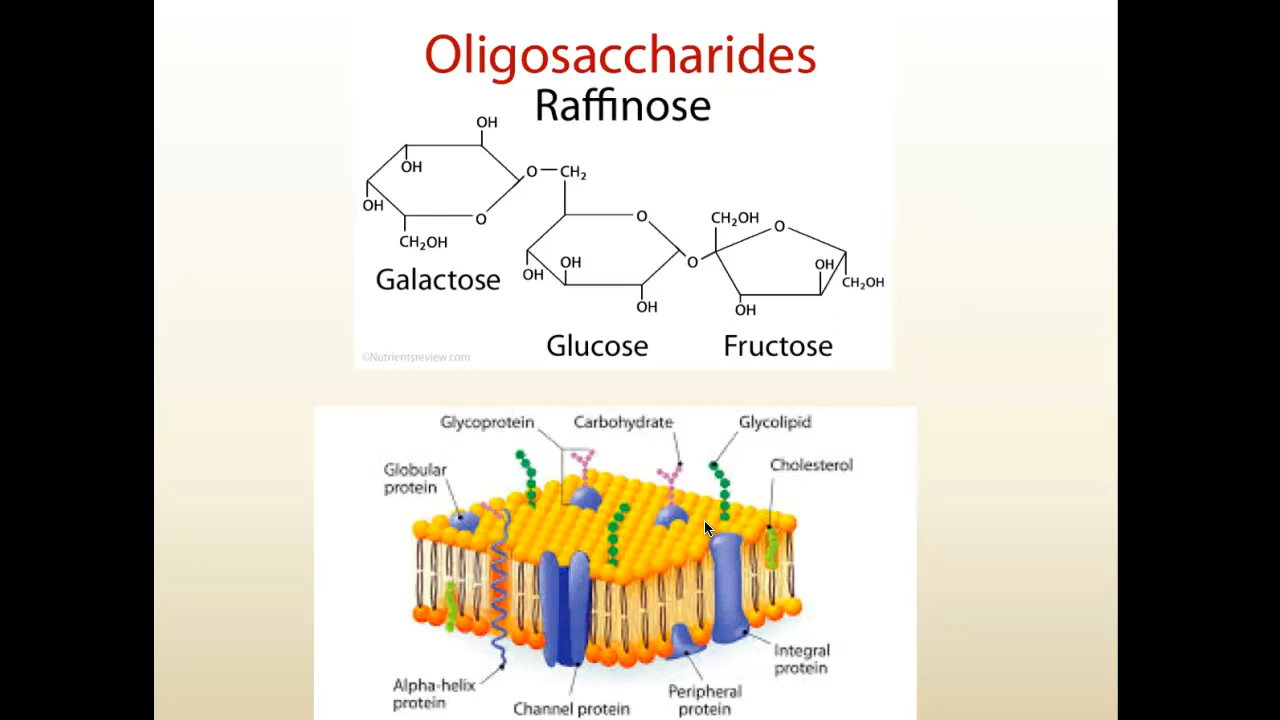 Oligosaccharides
Raffinose
OH
OH
O
CH₂
OH
O
CH₂OH
Galactose
O
OH
OH
OH
O
CH₂OH
O
OH
CH₂OH
OH
Glucose
Fructose
©Nutrientsreview.com
Glycoprotein
Carbohydrate
Glycolipid
Globular
protein
Cholesterol
Alpha-helix
protein
Channel protein
Peripheral
protein
Integral
protein